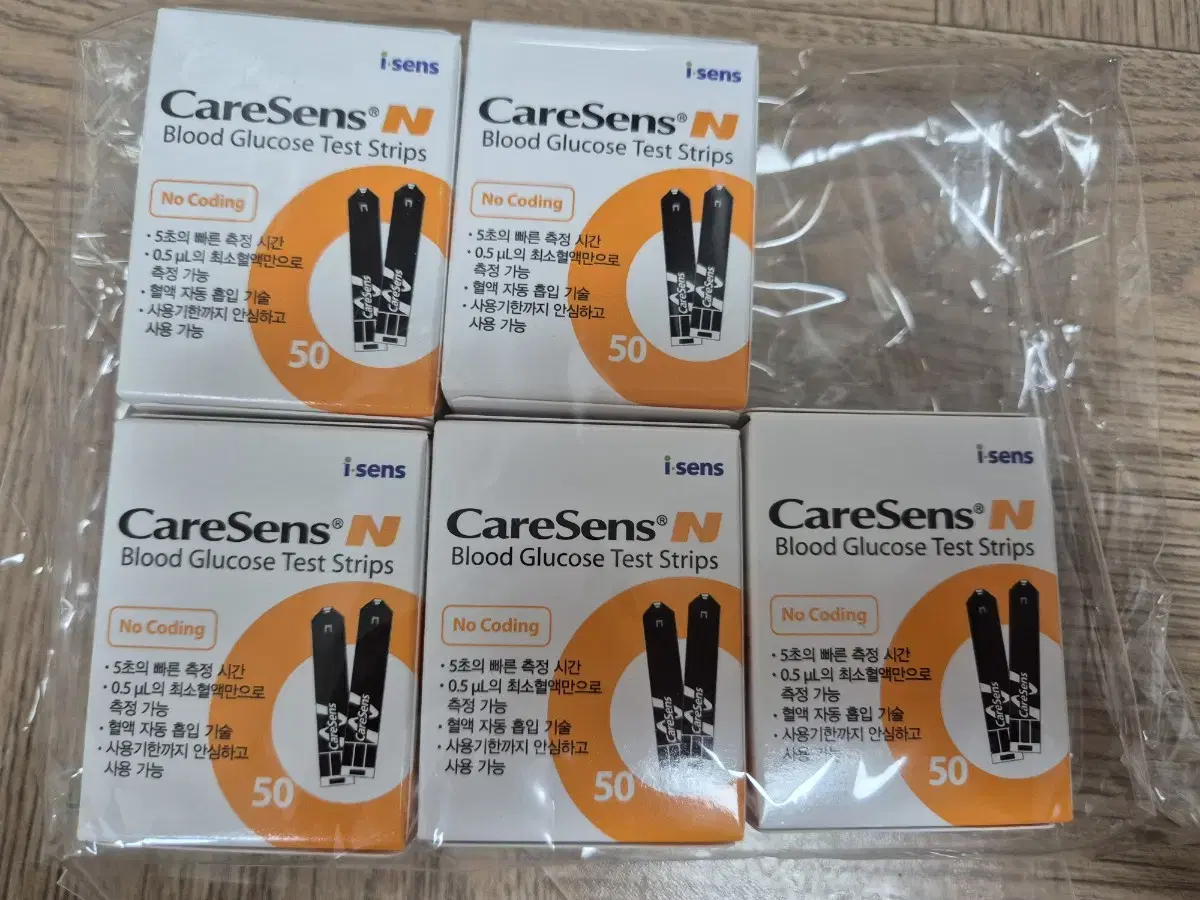 i·sens
CareSens® N
Blood Glucose Test Strips
No Coding
• 5초의 빠른 측정 시간
• 0.5 µL의 최소혈액만으로
측정 가능
• 혈액 자동 흡입 기술
• 사용기한까지 안심하고
사용 가능
CareSens
CareSens
50
i·sens
CareSens® N
Blood Glucose Test Strips
No Coding
• 5초의 빠른 측정 시간
• 0.5 µL의 최소혈액만으로
측정 가능
• 혈액 자동 흡입 기술
• 사용기한까지 안심하고
사용 가능
CareSens
CareSens
50
i·sens
CareSens® N
Blood Glucose Test Strips
No Coding
• 5초의 빠른 측정 시간
• 0.5 µL의 최소혈액만으로
측정 가능
• 혈액 자동 흡입 기술
• 사용기한까지 안심하고
사용 가능
CareSens
CareSens
50
i·sens
CareSens® N
Blood Glucose Test Strips
No Coding
• 5초의 빠른 측정 시간
• 0.5 µL의 최소혈액만으로
측정 가능
• 혈액 자동 흡입 기술
• 사용기한까지 안심하고
사용 가능
CareSens
CareSens
50
i·sens
CareSens® N
Blood Glucose Test Strips
No Coding
• 5초의 빠른 측정 시간
• 0.5 µL의 최소혈액만으로
측정 가능
• 혈액 자동 흡입 기술
• 사용기한까지 안심하고
사용 가능
CareSens
CareSens
50